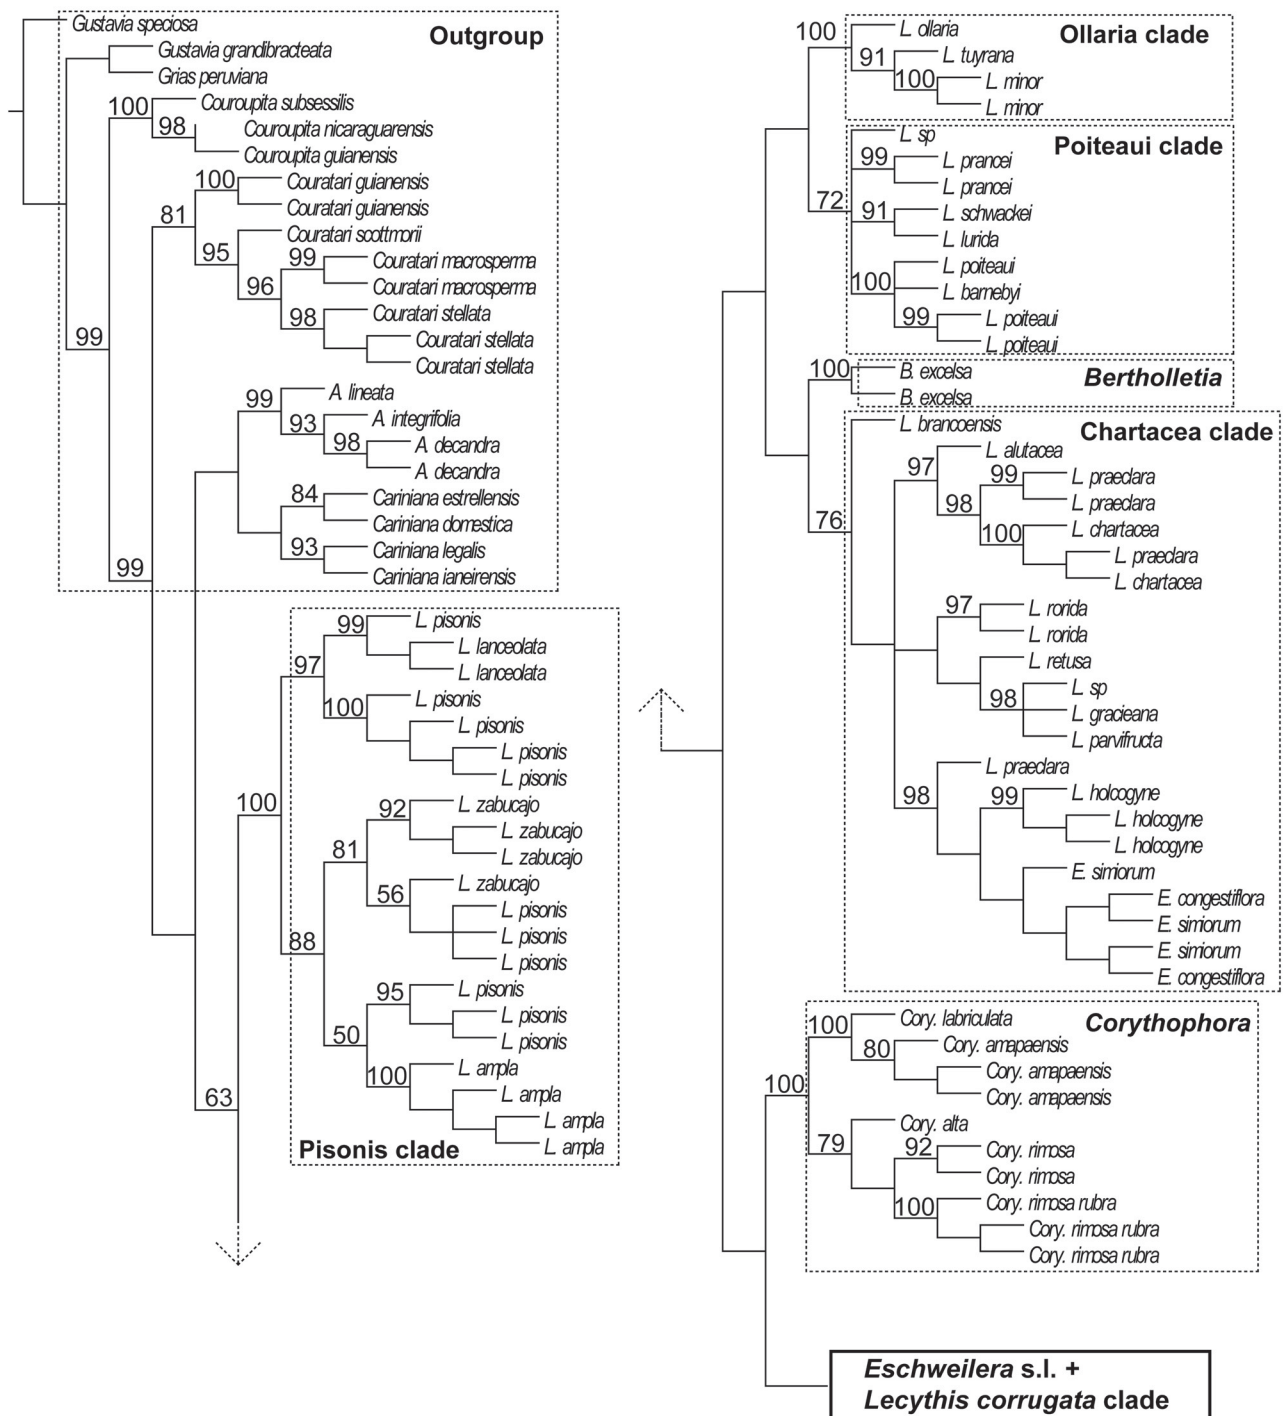 Gustavia speciosa
Outgroup
Gustavia grandibracteata
Grias peruviana
100
Couroupita subsessilis
98
Couroupita nicaraguarensis
Couroupita guianensis
100
Couratari guianensis
Couratari guianensis
81
Couratari scottmorii
95
99
Couratari macrosperma
96
Couratari macrosperma
98
Couratari stellata
99
Couratari stellata
Couratari stellata
99
A. lineata
93
A. integrifolia
98
A. decandra
A. decandra
84
Cariniana estrellensis
Cariniana domestica
93
Cariniana legalis
99
Cariniana ianeirensis
99
L. pisonis
L. lanceolata
97
L. lanceolata
100
L. pisonis
L. pisonis
L. pisonis
L. pisonis
100
92
L. zabucajo
L. zabucajo
81
L. zabucajo
56
L. zabucajo
L. pisonis
88
L. pisonis
L. pisonis
95
L. pisonis
L. pisonis
50
L. pisonis
100
L. ampla
63
L. ampla
L. ampla
L. ampla
Pisonis clade
100
L. ollaria
Ollaria clade
91
L. tuyrana
100
L. minor
L. minor
L. sp
Poiteaui clade
99
L. prancei
L. prancei
72
91
L. schwackei
L. lurida
L. poiteaui
100
L. barnebyi
99
L. poiteaui
L. poiteaui
100
B. excelsa
Bertholletia
B. excelsa
L. brancoensis
Chartacea clade
97
L. alutacea
99
L. praeclara
98
L. praeclara
76
100
L. chartacea
L. praeclara
L. chartacea
97
L. rorida
L. rorida
L. retusa
98
L. sp
L. gracieana
L. parvifructa
L. praeclara
98
99
L. holcogyne
L. holcogyne
L. holcogyne
E. simiorum
E. congestiflora
E. simiorum
E. simiorum
E. congestiflora
100
Cory. labriculata
Corythophora
80
Cory. amapaensis
Cory. amapaensis
100
Cory. amapaensis
Cory. alta
79
92
Cory. rimosa
Cory. rimosa
100
Cory. rimosa rubra
Cory. rimosa rubra
Cory. rimosa rubra
Eschweilera s.l. +
Lecythis corrugata clade